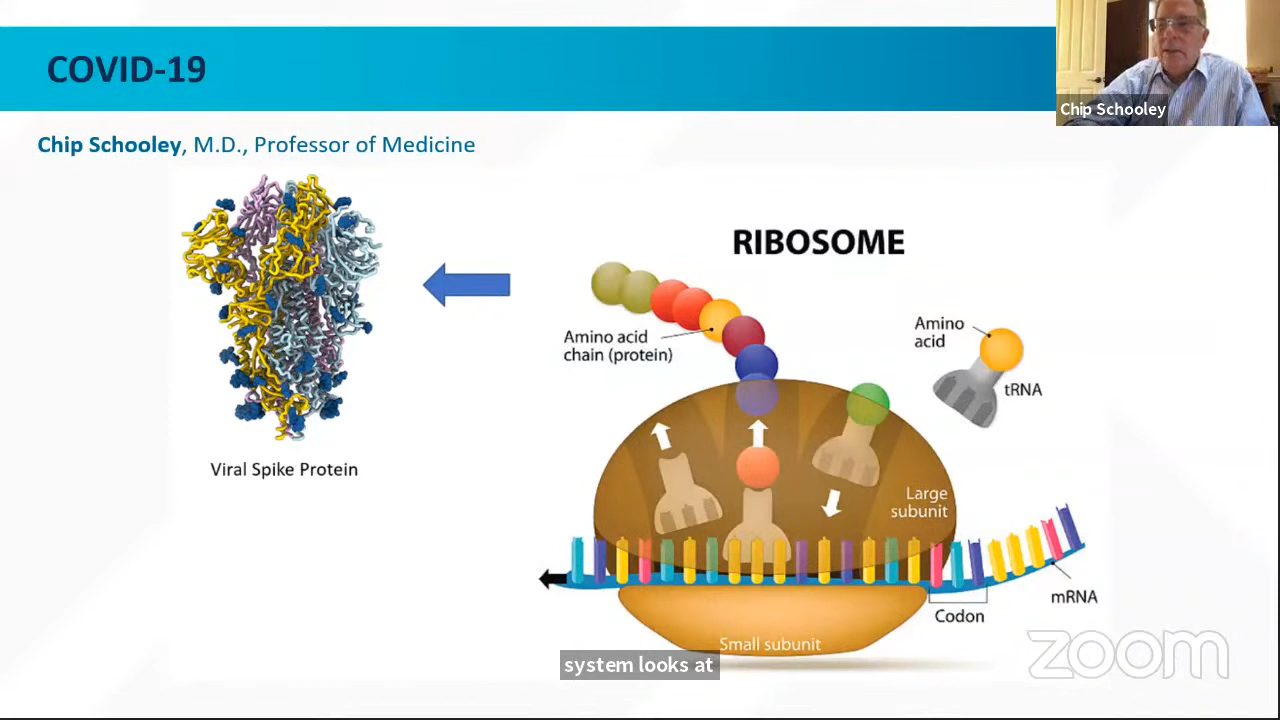 COVID-19
Chip Schooley
Chip Schooley, M.D., Professor of Medicine
RIBOSOME
Amino acid
chain (protein)
Amino
acid
tRNA
Viral Spike Protein
Large
subunit
mRNA
Codon
Small subunit
system looks at
zoom